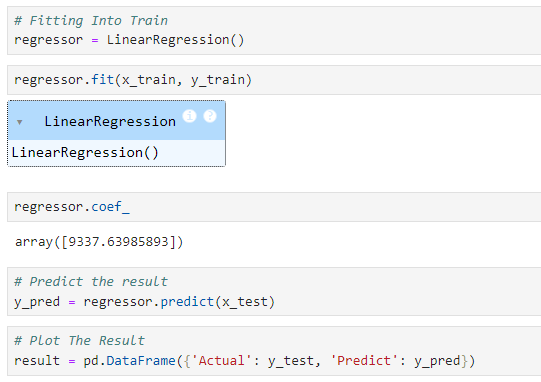 # Fitting Into Train
regressor = LinearRegression()
regressor.fit(x_train, y_train)
LinearRegression i ?
LinearRegression()
regressor.coef_
array([9337.63985893])
# Predict the result
y_pred = regressor.predict(x_test)
# Plot The Result
result = pd.DataFrame({'Actual': y_test, 'Predict': y_pred})